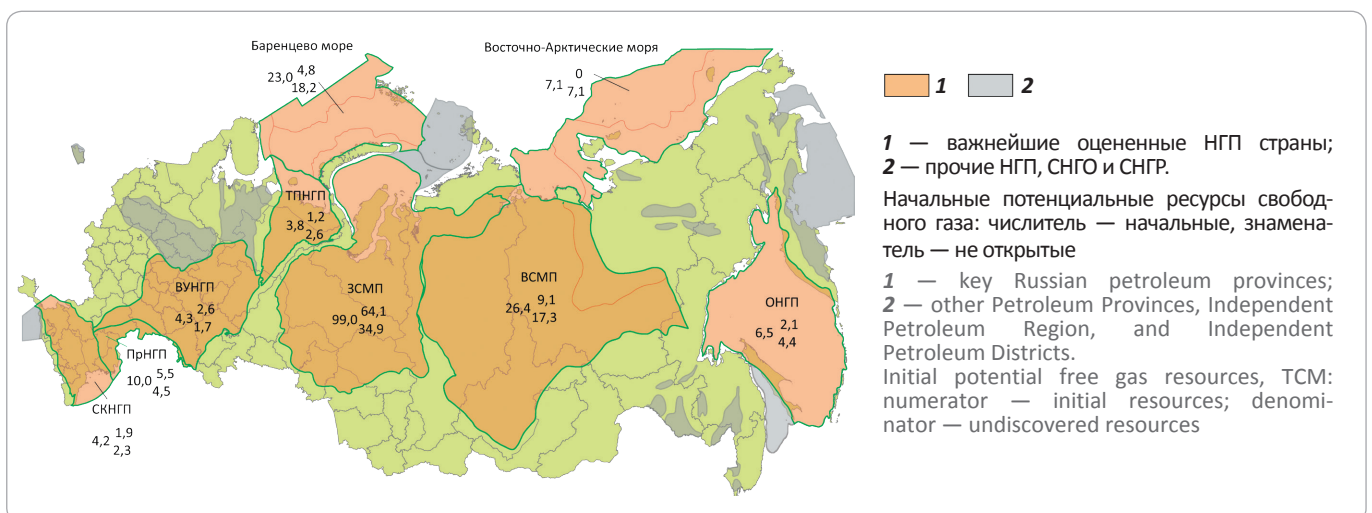 Баренцево море
4,8
23,0
18,2
Восточно-Арктические моря
0
7,1
7,1
ТПНГП
1,2
3,8
2,6
ВУНГП
2,6
4,3
1,7
ЗСМП
64,1
99,0
34,9
ВСМП
9,1
26,4
17,3
ОНГП
2,1
6,5
4,4
ПрНГП
5,5
10,0
4,5
СКНГП
1,9
4,2
2,3
1 2
1 — важнейшие оцененные НГП страны;
2 — прочие НГП, СНГО и СНГР.
Начальные потенциальные ресурсы свобод-
ного газа: числитель — начальные, знамена-
тель — не открытые
1 — key Russian petroleum provinces;
2 — other Petroleum Provinces, Independent
Petroleum Region, and Independent
Petroleum Districts.
Initial potential free gas resources, TCM:
numerator — initial resources; denomi-
nator — undiscovered resources